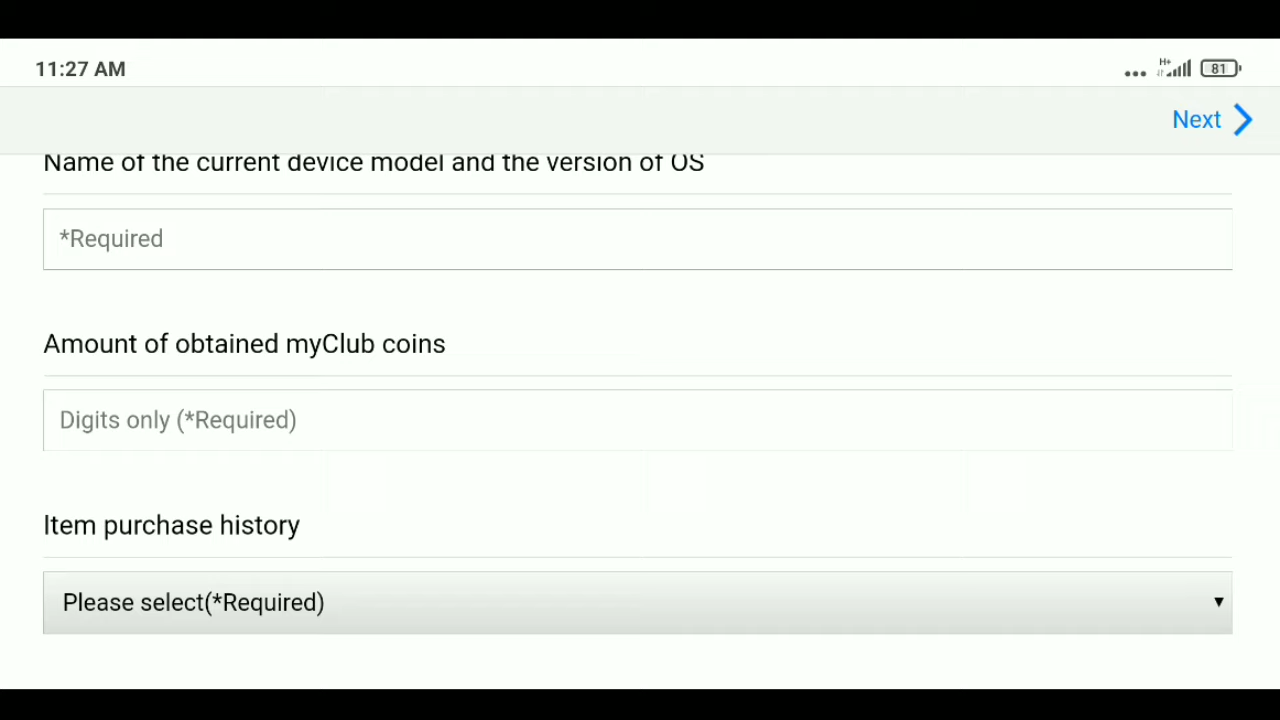 11:27 AM
H+
81
Next
Name of the current device model and the version of OS
*Required
Amount of obtained myClub coins
Digits only (*Required)
Item purchase history
Please select(*Required)